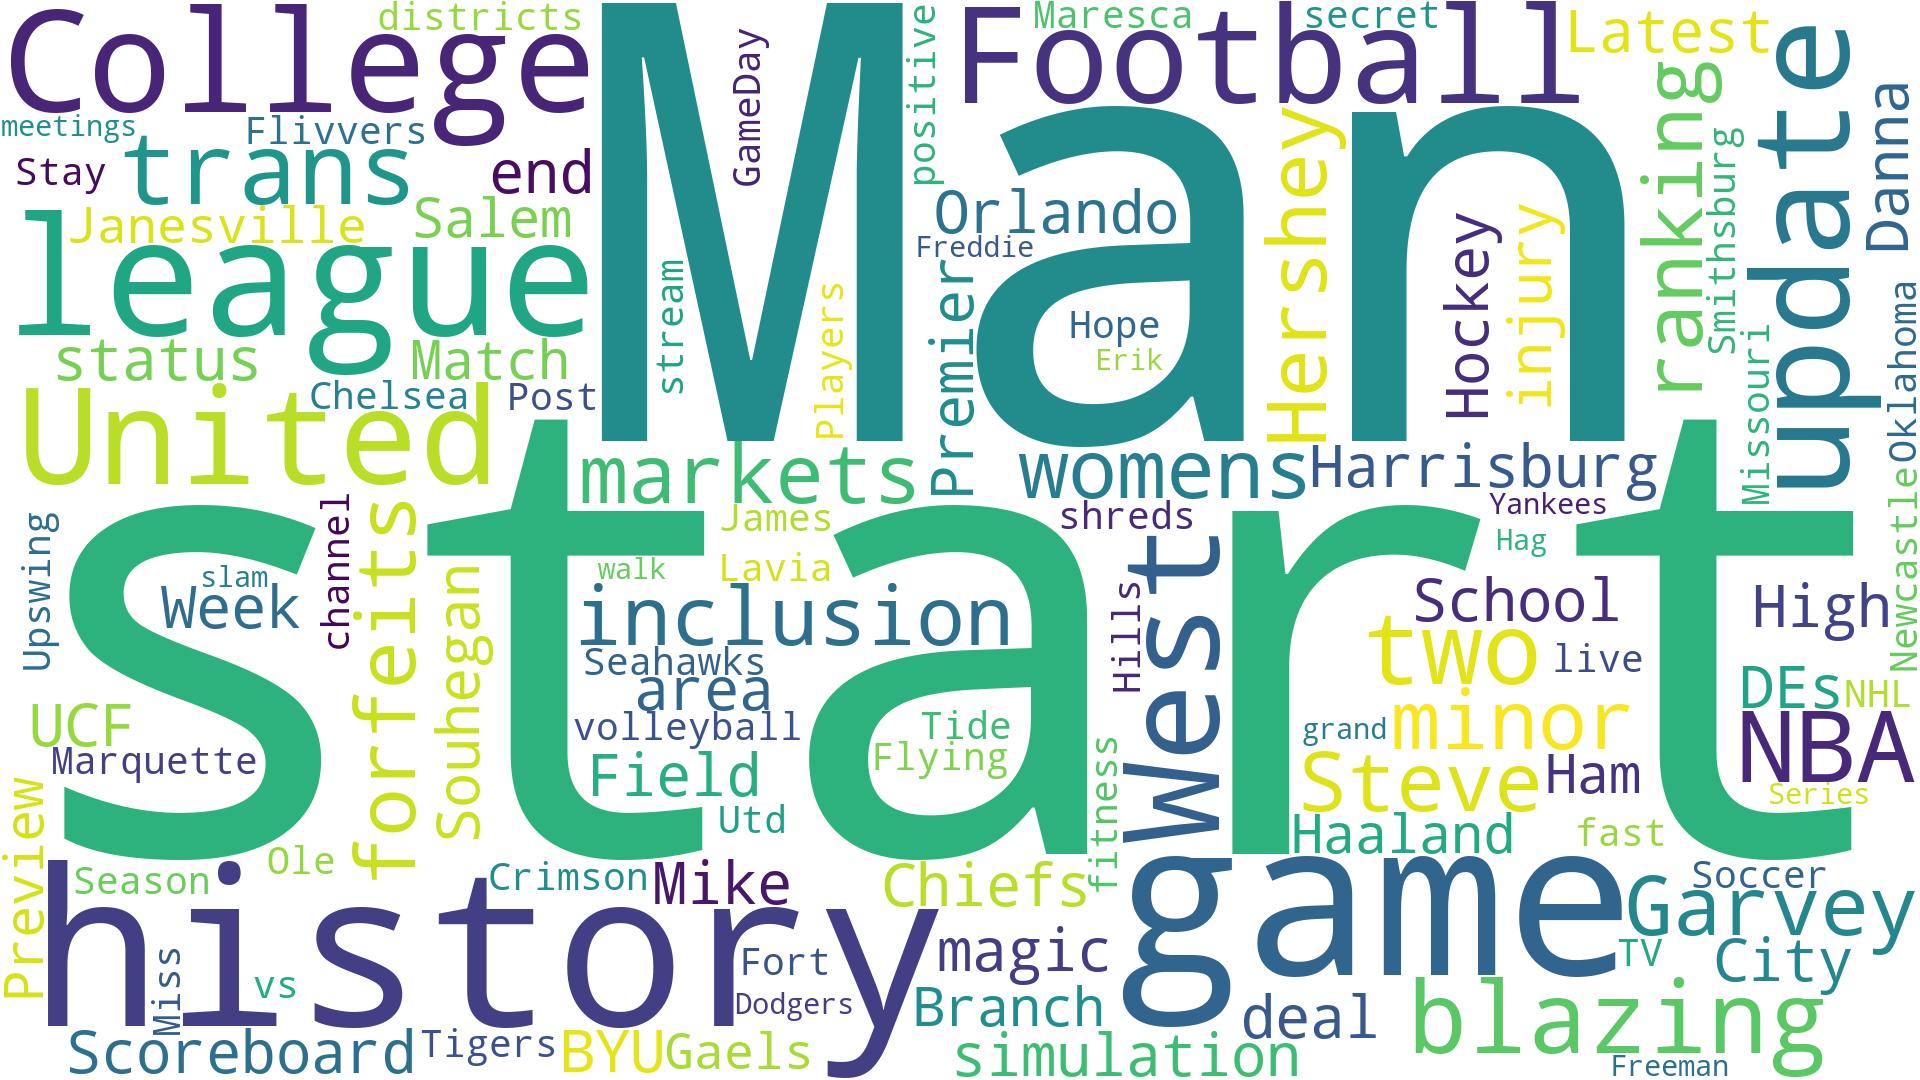 College
districts
Man
GameDay
positive
Football
Maresca
secret
Latest
update
meetings
Flivvers
Stay
trans
end
Janesville
Salem
league
stream
Players
Orlando
Freddie
Premier
Hope
Erik
Hershey
Hockey
injury
ranking
Smithsburg
Danna
Oklahoma
Missouri
status
Match
Chelsea
Post
United
markets
womens
Harrisburg
Yankees
Hag
start
Upswing
slam
Week
channel
forfeits
Souhegan
James
walk
Lavia
inclusion
Seahawks
area
volleyball
Field
Utd
shreds
West
Hills
School
two
live
High
Newcastle
DEs
NHL
NBA
Series
UCF
Marquette
Tide
Flying
fitness
grand
minor
Steve
Ham
Haaland
fast
Preview
Season
Ole
Crimson
Mike
Chiefs
history
Miss
vs
Fort
Dodgers
magic
Branch
game
Soccer
Garvey
TV
City
Scoreboard
Tigers
BYU
Gaels
simulation
deal
blazing
Freeman